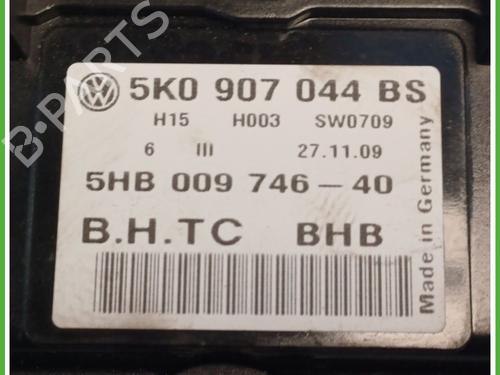 B-PARTS
5K0 907 044 BS
H15 H003 SW0709
6 III 27.11.09
5HB 009 746-40
B.H.TC BHB
Made in Germany